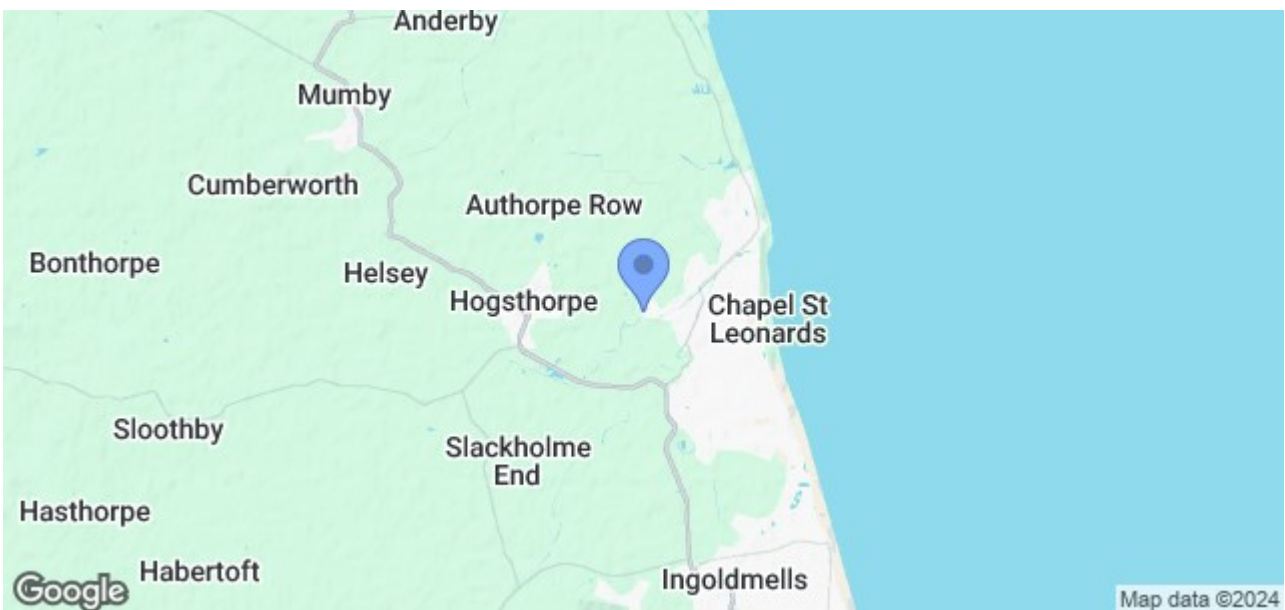 Anderby
Mumby
Cumberworth
Authorpe Row
Bonthorpe
Helsey
Hogsthorpe
Chapel St
Leonards
Sloothby
Slackholme
End
Hasthorpe
Habertoft
Ingoldmells
Google
Map data ©2024